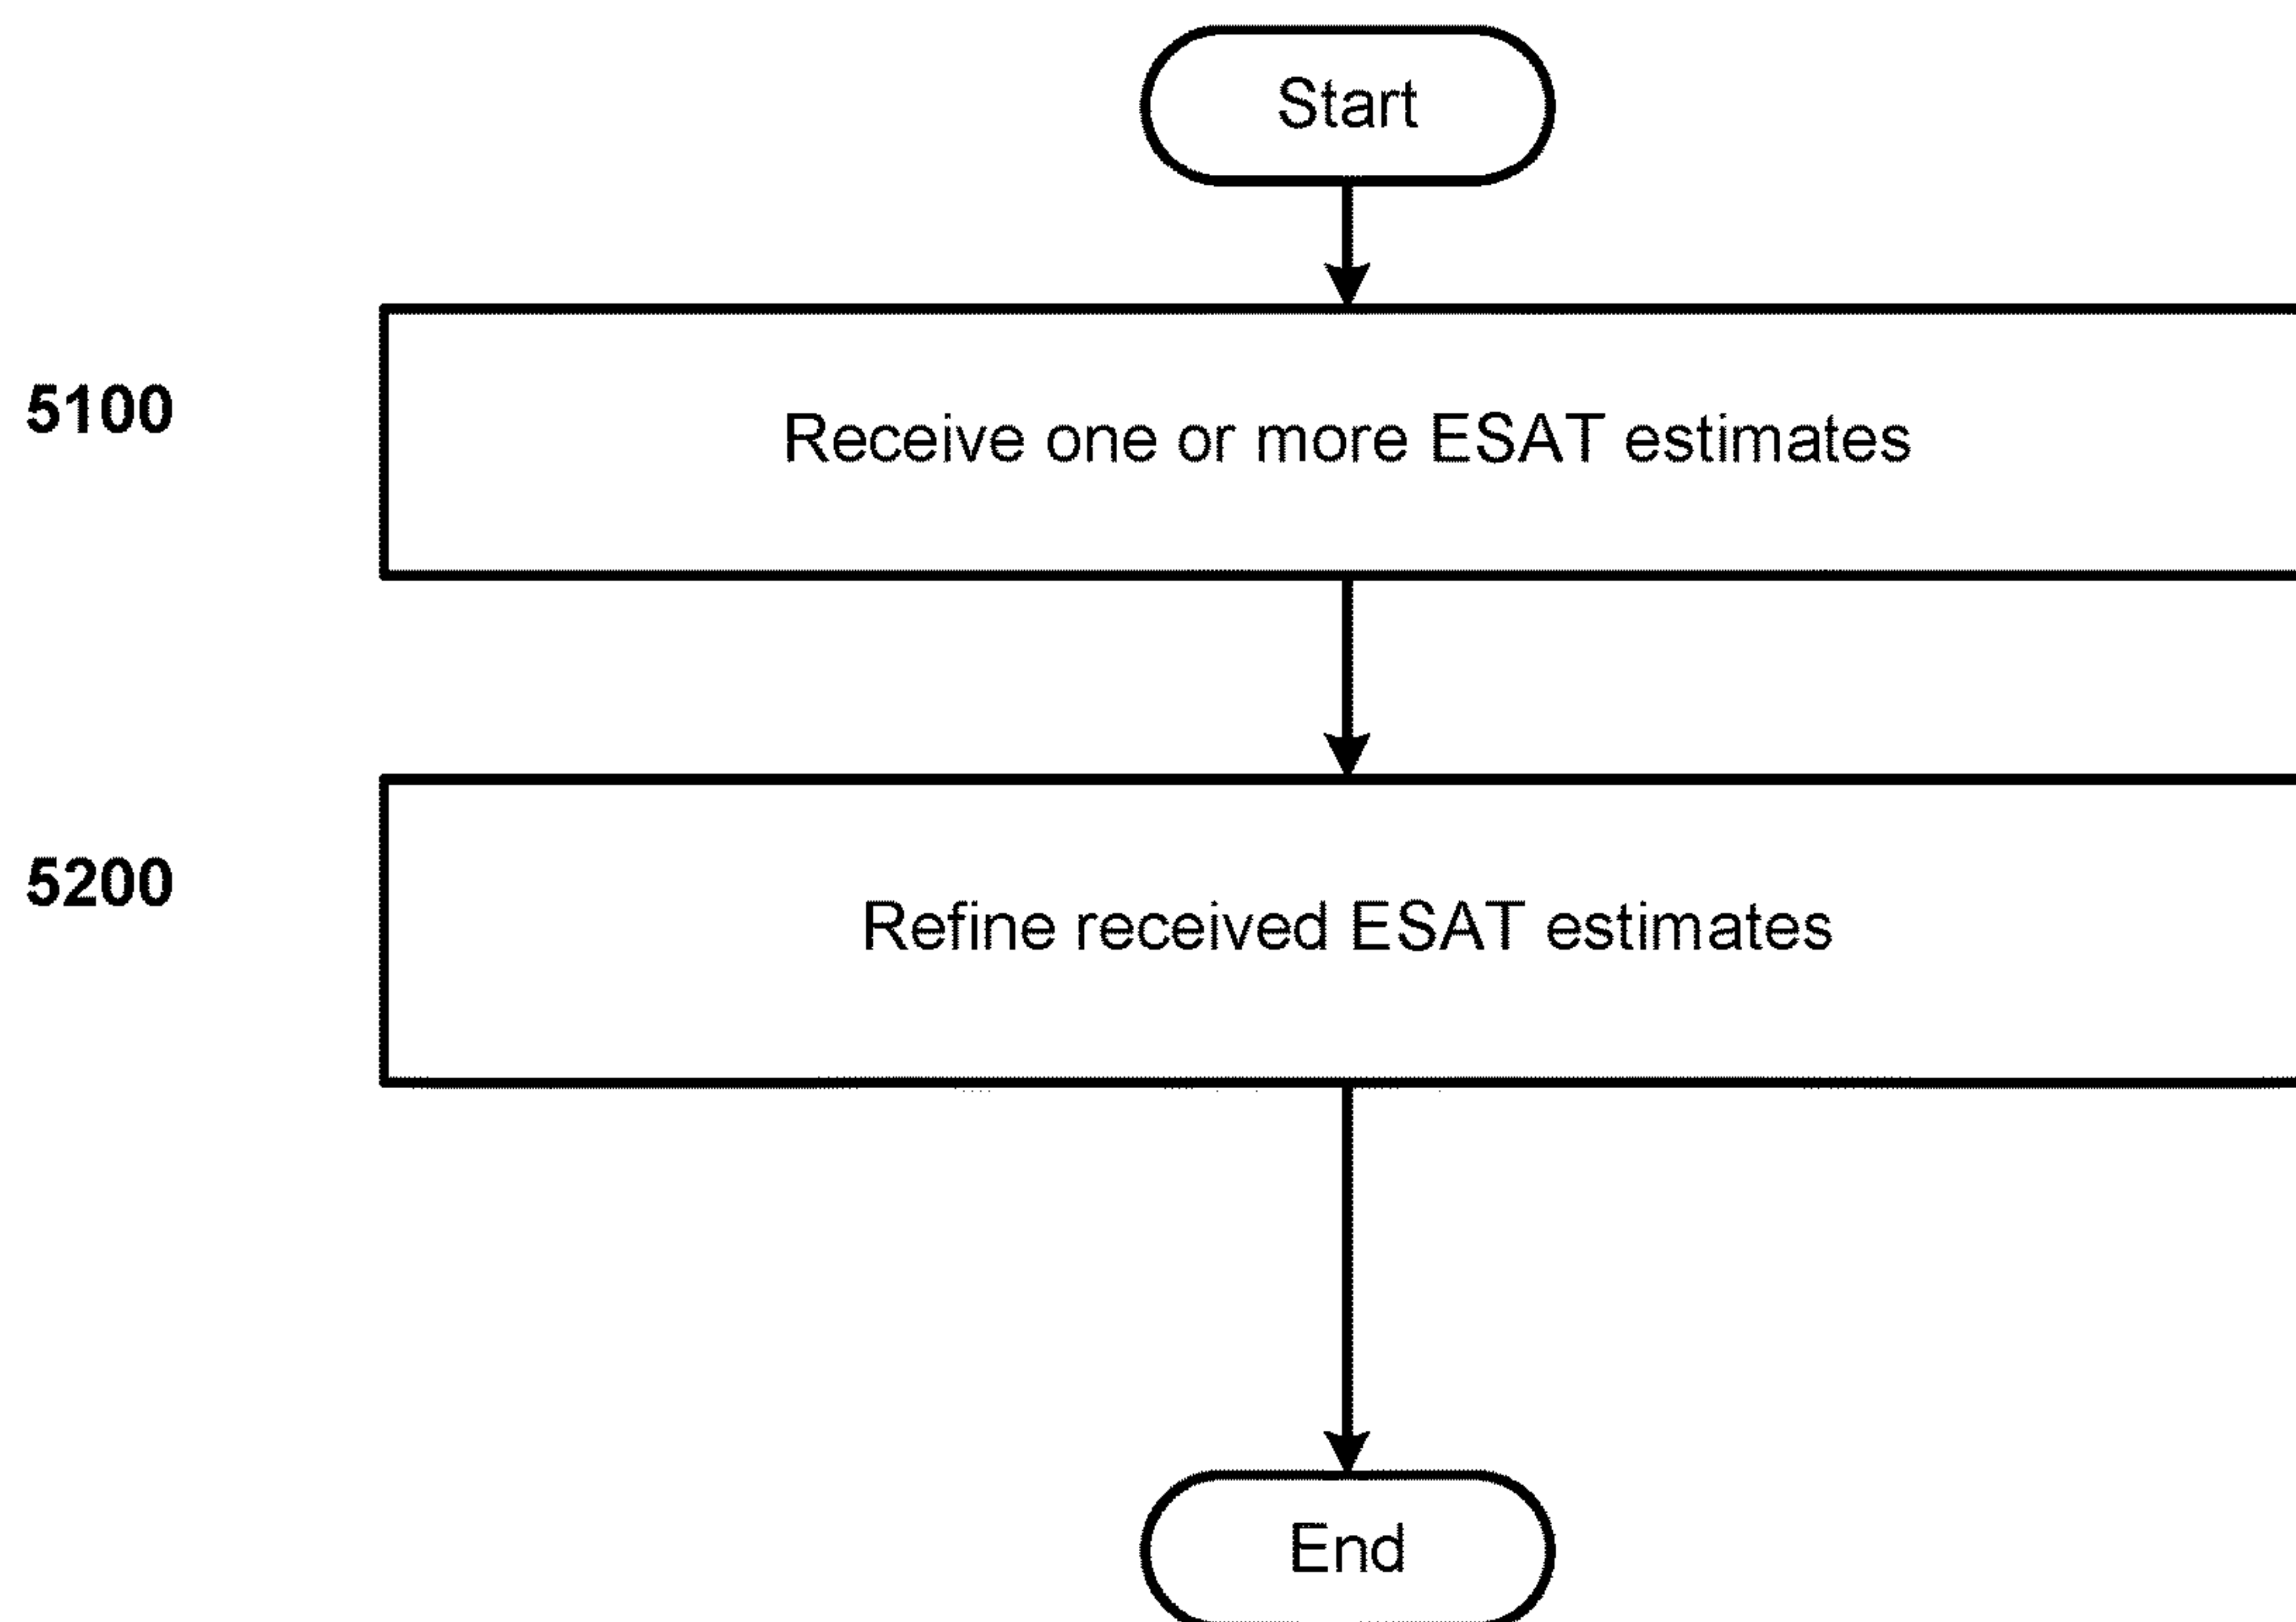 Start
5100
Receive one or more ESAT estimates
5200
Refine received ESAT estimates
End